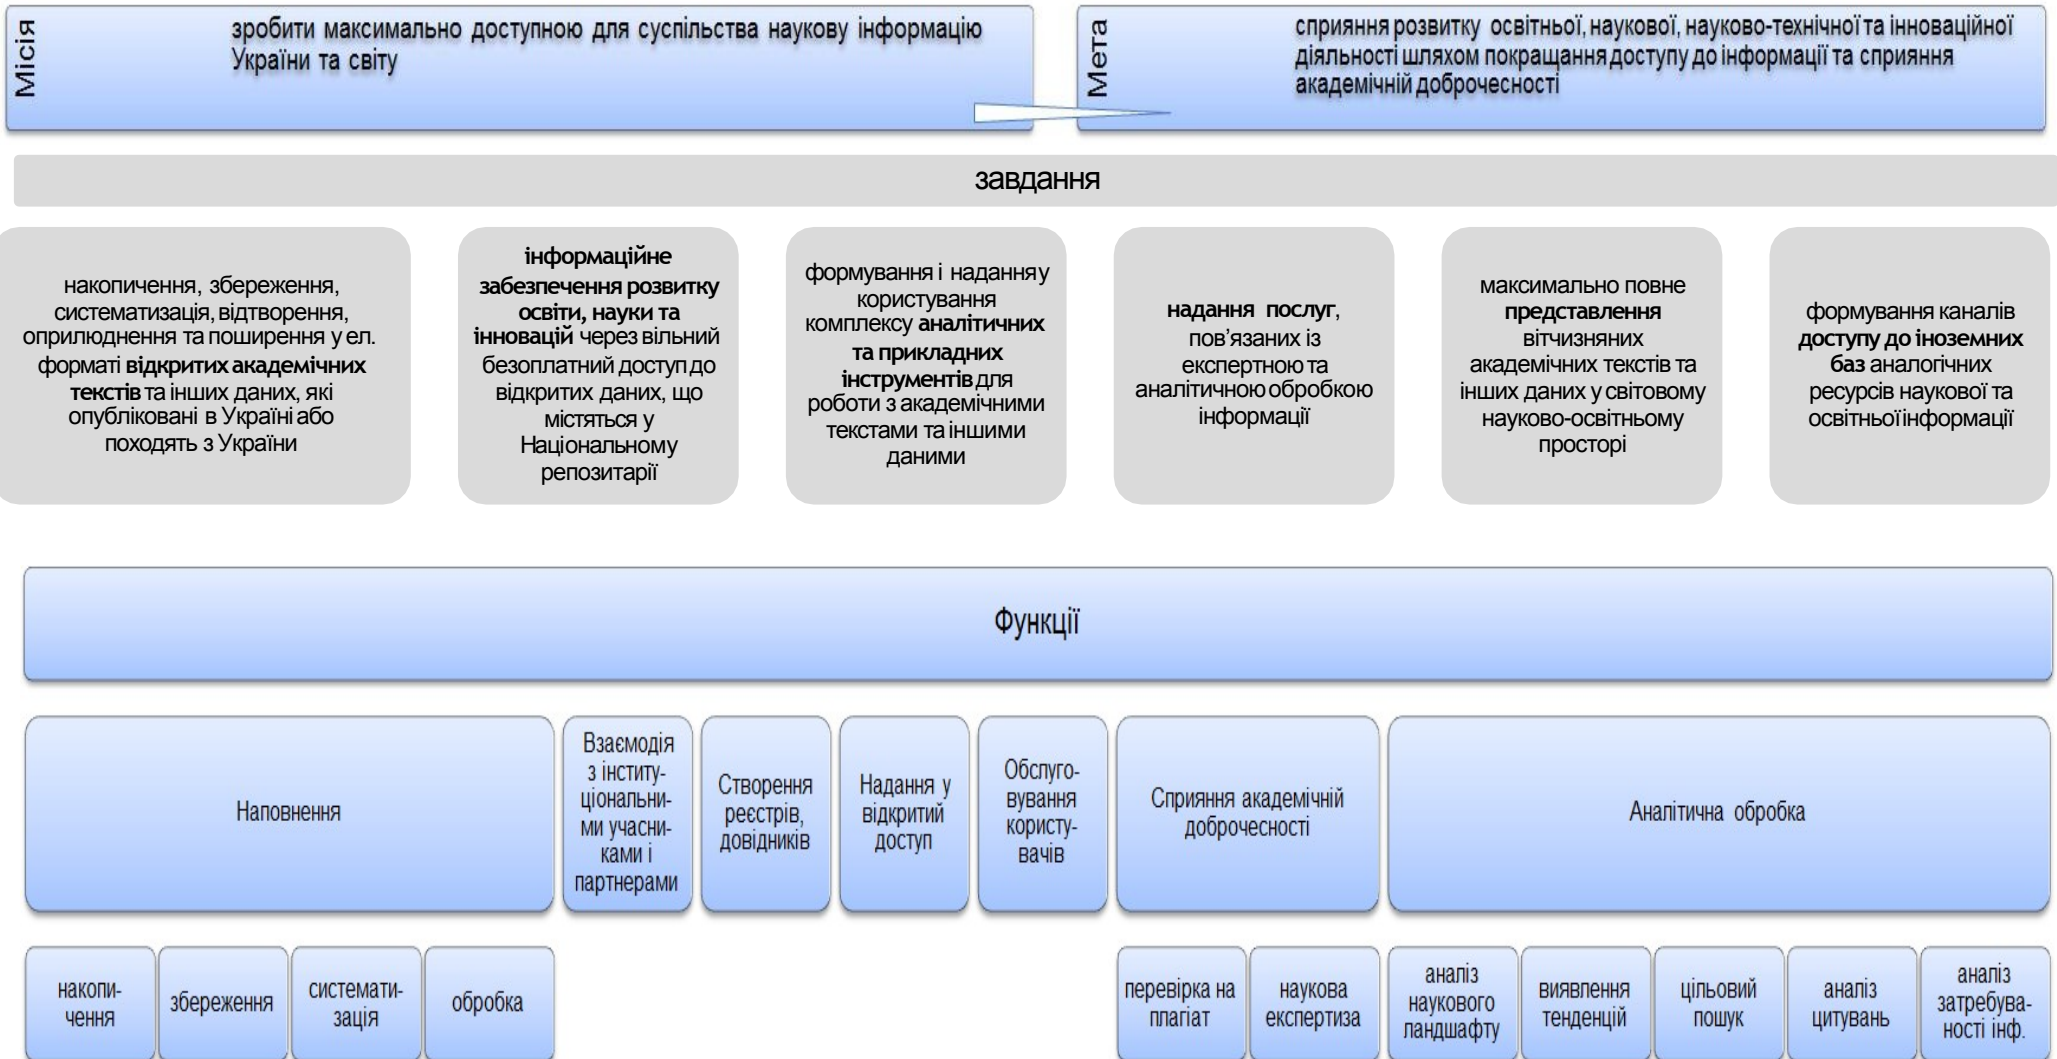 Місія
зробити максимально доступною для суспільства наукову інформацію
України та світу
Мета
сприяння розвитку освітньої, наукової, науково-технічної та інноваційної
діяльності шляхом покращання доступу до інформації та сприяння
академічній доброчесності
завдання
накопичення, збереження,
систематизація, відтворення,
оприлюднення та поширення у ел.
форматі відкритих академічних
текстів та інших даних, які
опубліковані в Україні або
походять з України
інформаційне
забезпечення розвитку
освіти, науки та
інновацій через вільний
безоплатний доступ до
відкритих даних, що
містяться у
Національному
репозитарії
формування і надання у
користування
комплексу аналітичних
та прикладних
інструментів для
роботи з академічними
текстами та іншими
даними
надання послуг,
пов’язаних із
експертною та
аналітичною обробкою
інформації
максимально повне
представлення
вітчизняних
академічних текстів та
інших даних у світовому
науково-освітньому
просторі
формування каналів
доступу до іноземних
баз аналогічних
ресурсів наукової та
освітньої інформації
Функції
Наповнення
Взаємодія
з інститу-
ціональни-
ми учасни-
ками і
партнерами
Створення
реєстрів,
довідників
Надання у
відкритий
доступ
Обслуго-
вування
користу-
вачів
Сприяння академічній
доброчесності
Аналітична обробка
накопи-
чення
збереження
системати-
зація
обробка
перевірка на
плагіат
наукова
експертиза
аналіз
наукового
ландшафту
виявлення
тенденцій
цільовий
пошук
аналіз
цитувань
аналіз
затребува-
ності інф.